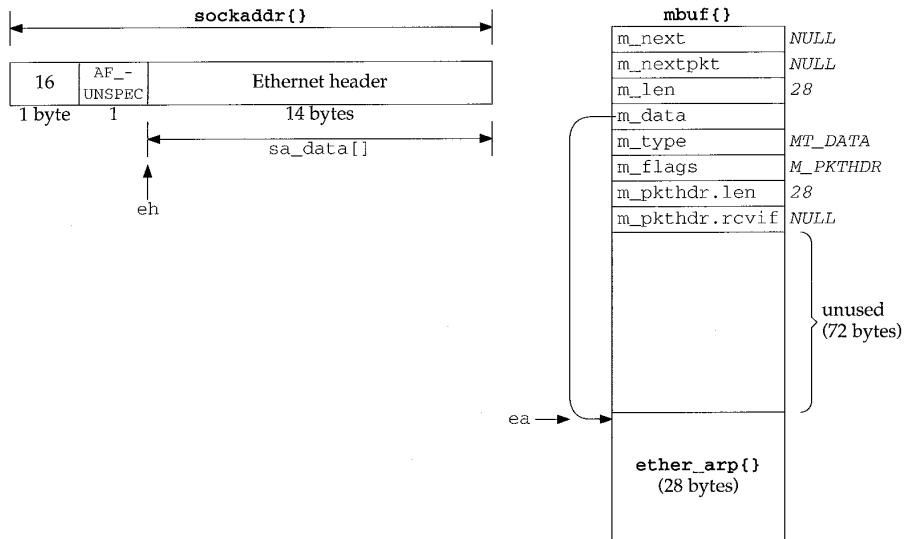 sockaddr{}
16
AF_-
UNSPEC
Ethernet header
1 byte
1
14 bytes
sa_data[]
eh
mbuf{}
m_next NULL
m_nextpkt NULL
m_len 28
m_data
m_type MT_DATA
m_flags M_PKTHDR
m_pkthdr.len 28
m_pkthdr.rcvif NULL
unused
(72 bytes)
ea
ether_arp{}
(28 bytes)